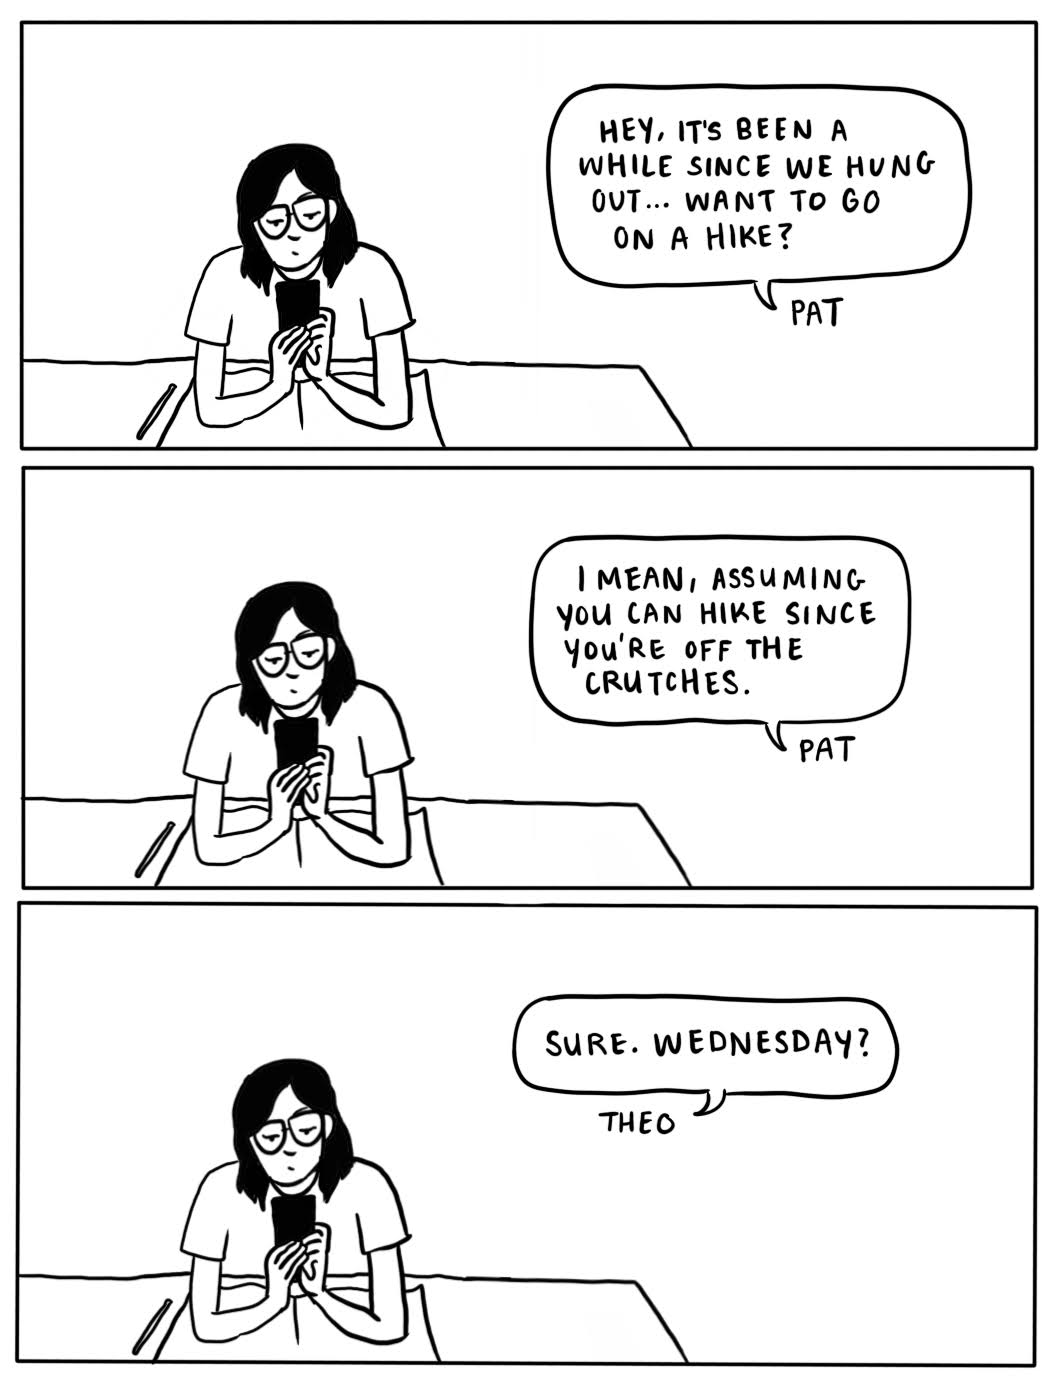 HEY, IT'S BEEN A
WHILE SINCE WE HUNG
OUT... WANT TO GO
ON A HIKE?
PAT
I MEAN, ASSUMING
YOU CAN HIKE SINCE
YOU'RE OFF THE
CRUTCHES.
PAT
SURE. WEDNESDAY?
THEO